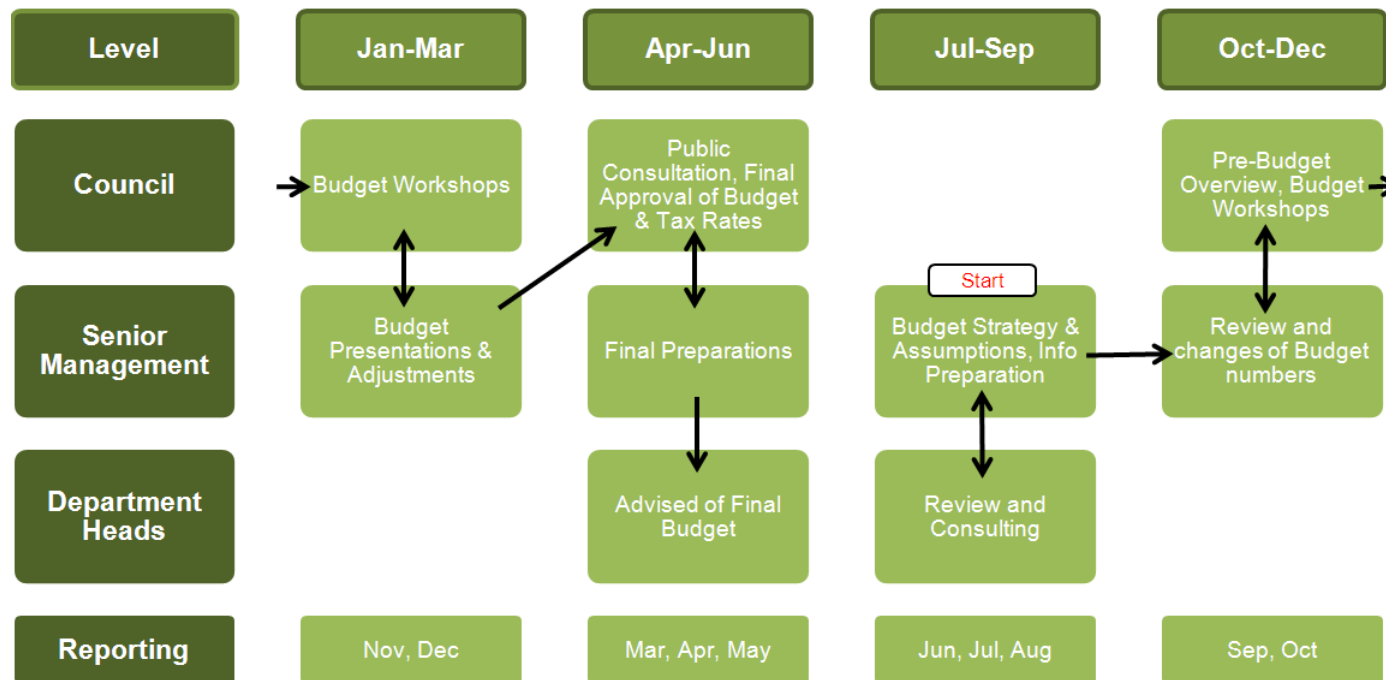 Level
Jan-Mar
Apr-Jun
Jul-Sep
Oct-Dec
Council
Budget Workshops
Public
Consultation, Final
Approval of Budget
& Tax Rates
Pre-Budget
Overview, Budget
Workshops
Senior
Management
Budget
Presentations &
Adjustments
Final Preparations
Start
Budget Strategy &
Assumptions, Info
Preparation
Review and
changes of Budget
numbers
Department
Heads
Advised of Final
Budget
Review and
Consulting
Reporting
Nov, Dec
Mar, Apr, May
Jun, Jul, Aug
Sep, Oct